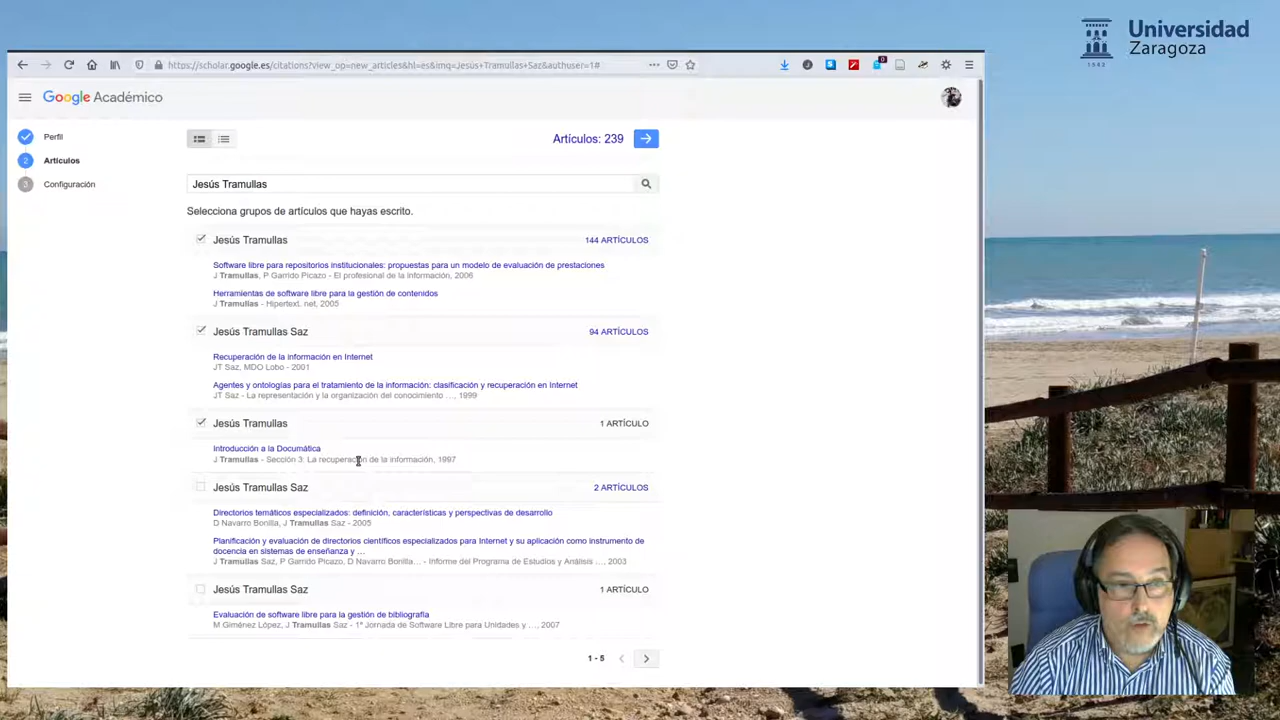 Universidad
Zaragoza
1542
https://scholar.google.es/citations?view_op=new_articles&hl=es&imq=Jesús+Tramullas+Saz&authuser=1#
Google Académico
Perfil
2 Artículos
3 Configuración
Artículos: 239
Jesús Tramullas
Selecciona grupos de artículos que hayas escrito.
Jesús Tramullas 144 ARTÍCULOS
Software libre para repositorios institucionales: propuestas para un modelo de evaluación de prestaciones
J Tramullas, P Garrido Picazo - El profesional de la información, 2006
Herramientas de software libre para la gestión de contenidos
J Tramullas - Hipertext. net, 2005
Jesús Tramullas Saz 94 ARTÍCULOS
Recuperación de la información en Internet
JT Saz, MDO Lobo - 2001
Agentes y ontologías para el tratamiento de la información: clasificación y recuperación en Internet
JT Saz - La representación y la organización del conocimiento …, 1999
Jesús Tramullas 1 ARTÍCULO
Introducción a la Documática
J Tramullas - Sección 3: La recuperación de la información, 1997
Jesús Tramullas Saz 2 ARTÍCULOS
Directorios temáticos especializados: definición, características y perspectivas de desarrollo
D Navarro Bonilla, J Tramullas Saz - 2005
Planificación y evaluación de directorios científicos especializados para Internet y su aplicación como instrumento de
docencia en sistemas de enseñanza y …
J Tramullas Saz, P Garrido Picazo, D Navarro Bonilla… - Informe del Programa de Estudios y Análisis …, 2003
Jesús Tramullas Saz 1 ARTÍCULO
Evaluación de software libre para la gestión de bibliografía
M Giménez López, J Tramullas Saz - 1ª Jornada de Software Libre para Unidades y …, 2007
1 - 5